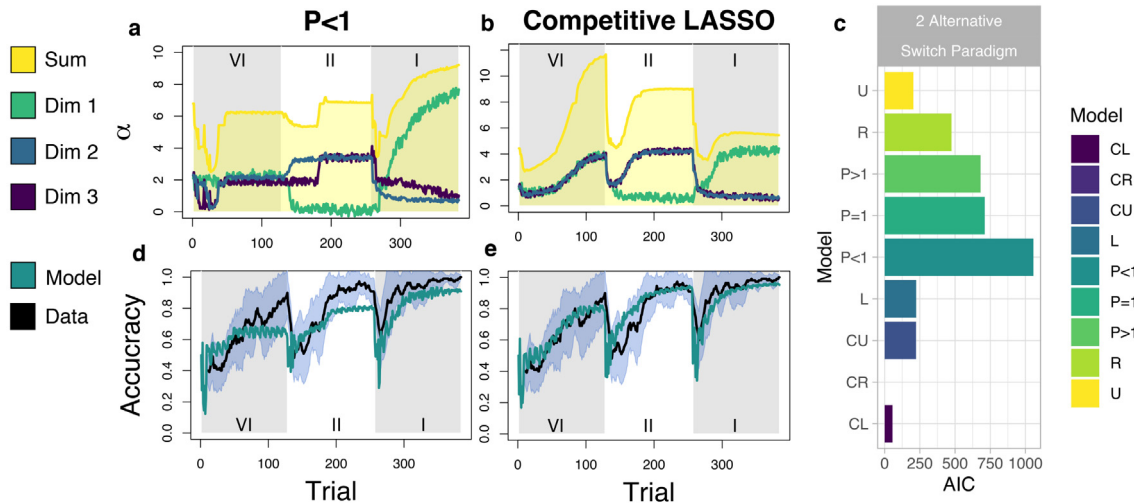 a
P<1
b
Competitive LASSO
c
2 Alternative
Switch Paradigm
Sum
Dim 1
Dim 2
Dim 3
Model
Data
α
10
8
6
4
2
0
VI
II
I
0
100
200
300
10
8
6
4
2
0
VI
II
I
0
100
200
300
d
Accucracy
1.0
0.8
0.6
0.4
0.2
0.0
VI
II
I
0
100
200
300
Trial
e
1.0
0.8
0.6
0.4
0.2
0.0
VI
II
I
0
100
200
300
Trial
Model
U
R
P>1
P=1
P<1
L
CU
CR
CL
0
250
500
750
1000
AIC
Model
CL
CR
CU
L
P<1
P=1
P>1
R
U